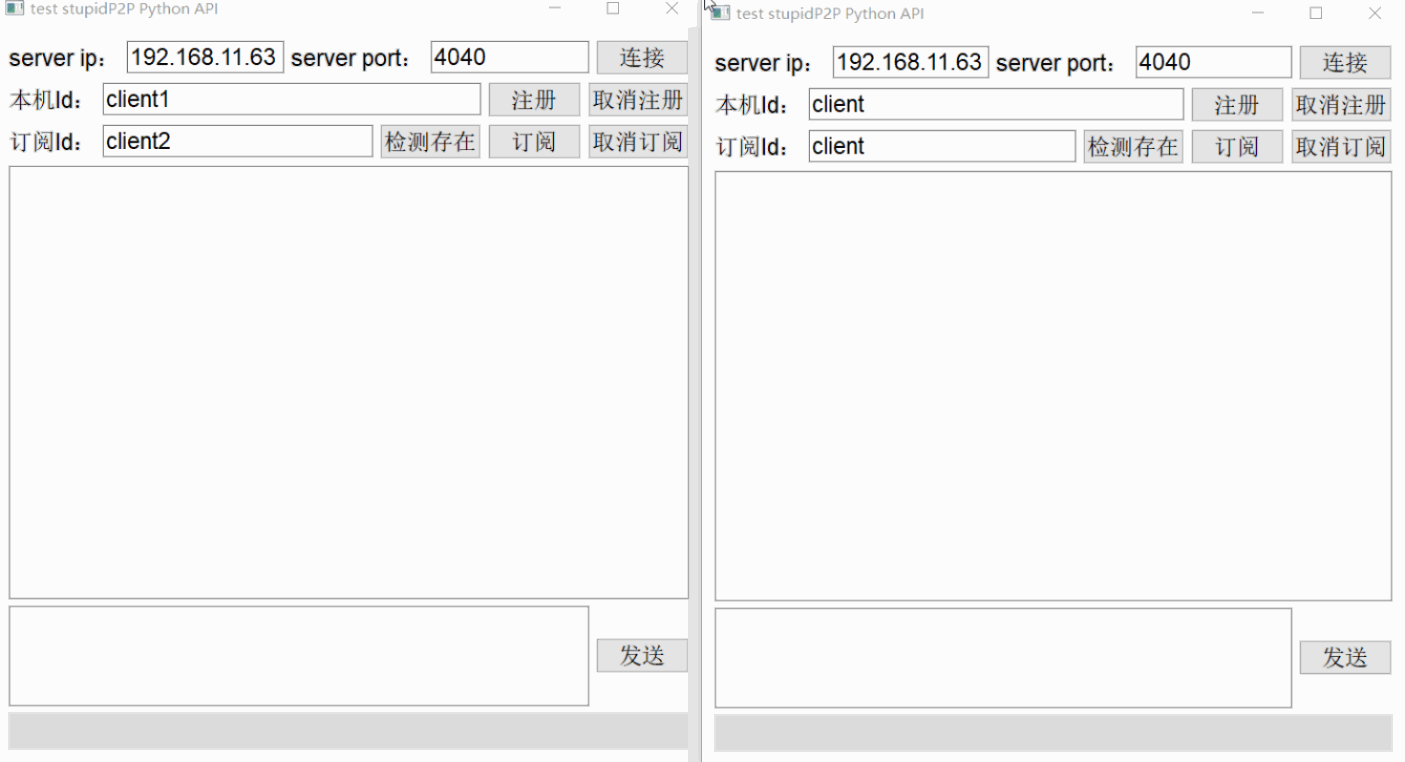 test stupidP2P Python API
server ip： 192.168.11.63 server port： 4040 连接
本机Id： client1 注册 取消注册
订阅Id： client2 检测存在 订阅 取消订阅
发送
test stupidP2P Python API
server ip： 192.168.11.63 server port： 4040 连接
本机Id： client 注册 取消注册
订阅Id： client 检测存在 订阅 取消订阅
发送